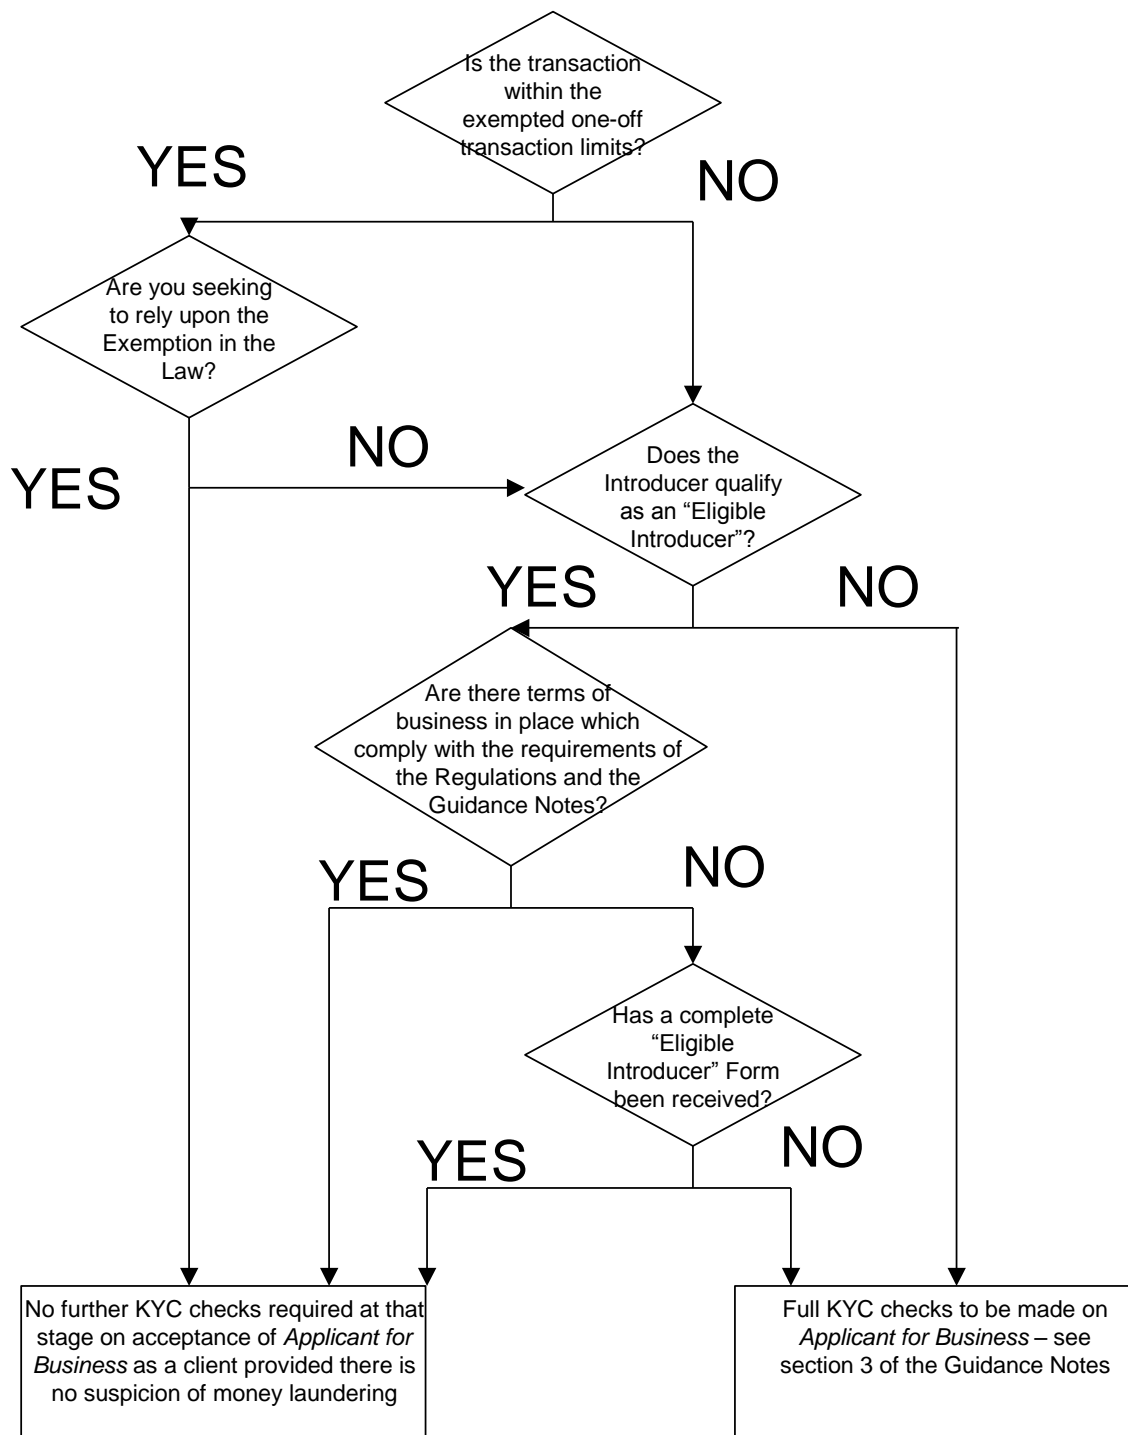 Is the transaction
within the
exempted one-off
transaction limits?
YES
NO
Are you seeking
to rely upon the
Exemption in the
Law?
NO
YES
Does the
Introducer qualify
as an “Eligible
Introducer”?
YES
NO
Are there terms of
business in place which
comply with the requirements of
the Regulations and the
Guidance Notes?
YES
NO
Has a complete
“Eligible
Introducer” Form
been received?
YES
NO
No further KYC checks required at that
stage on acceptance of Applicant for
Business as a client provided there is
no suspicion of money laundering
Full KYC checks to be made on
Applicant for Business – see
section 3 of the Guidance Notes